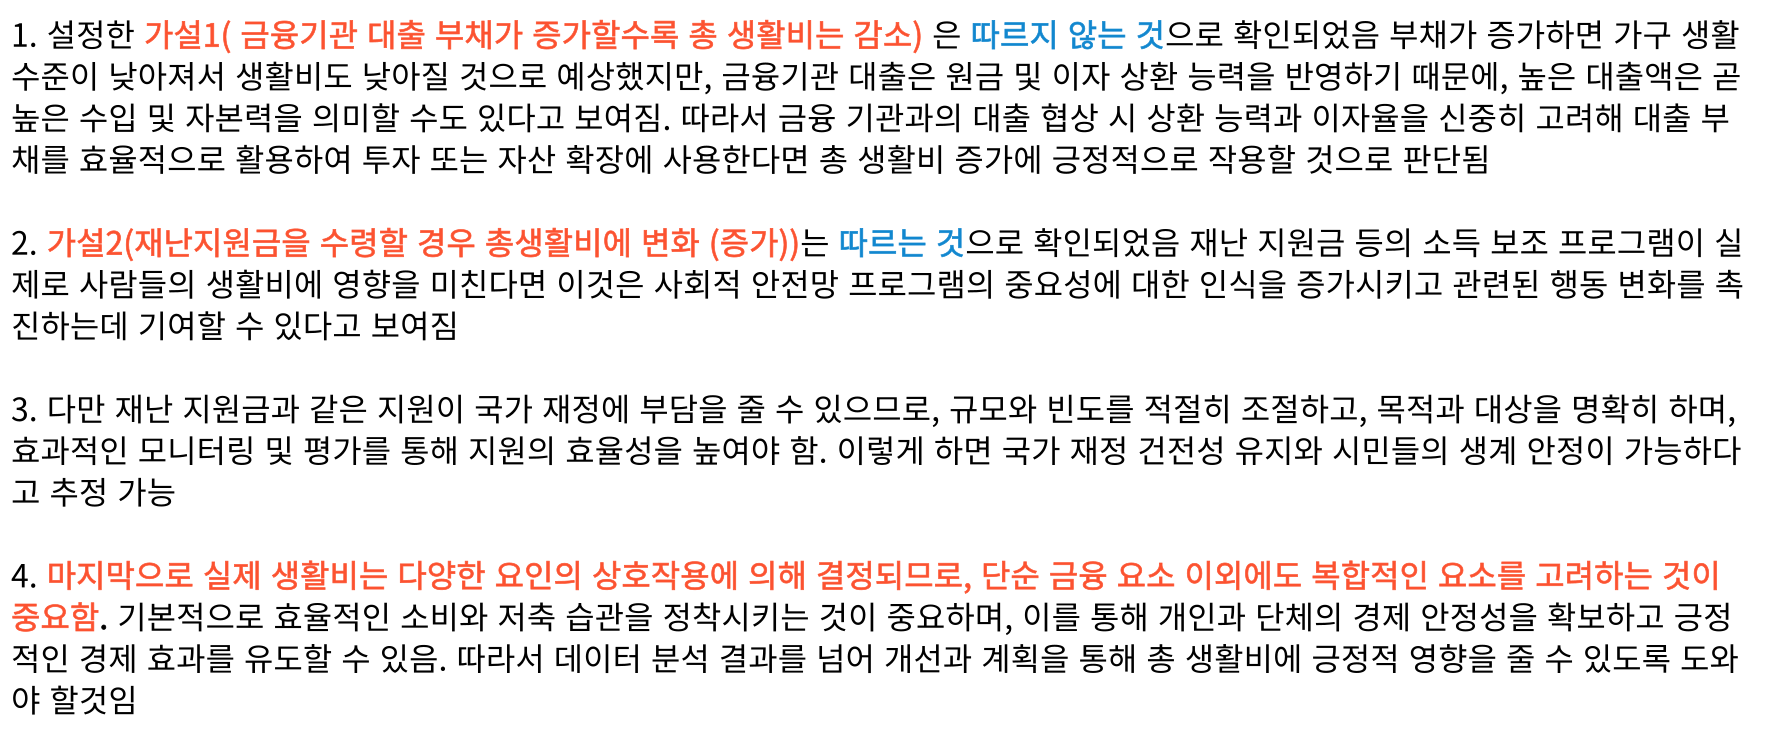 1. 설정한 가설1( 금융기관 대출 부채가 증가할수록 총 생활비는 감소) 은 따르지 않는 것으로 확인되었음 부채가 증가하면 가구 생활
수준이 낮아져서 생활비도 낮아질 것으로 예상했지만, 금융기관 대출은 원금 및 이자 상환 능력을 반영하기 때문에, 높은 대출액은 곧
높은 수입 및 자본력을 의미할 수도 있다고 보여짐. 따라서 금융 기관과의 대출 협상 시 상환 능력과 이자율을 신중히 고려해 대출 부
채를 효율적으로 활용하여 투자 또는 자산 확장에 사용한다면 총 생활비 증가에 긍정적으로 작용할 것으로 판단됨
2. 가설2(재난지원금을 수령할 경우 총생활비에 변화 (증가))는 따르는 것으로 확인되었음 재난 지원금 등의 소득 보조 프로그램이 실
제로 사람들의 생활비에 영향을 미친다면 이것은 사회적 안전망 프로그램의 중요성에 대한 인식을 증가시키고 관련된 행동 변화를 촉
진하는데 기여할 수 있다고 보여짐
3. 다만 재난 지원금과 같은 지원이 국가 재정에 부담을 줄 수 있으므로, 규모와 빈도를 적절히 조절하고, 목적과 대상을 명확히 하며,
효과적인 모니터링 및 평가를 통해 지원의 효율성을 높여야 함. 이렇게 하면 국가 재정 건전성 유지와 시민들의 생계 안정이 가능하다
고 추정 가능
4. 마지막으로 실제 생활비는 다양한 요인의 상호작용에 의해 결정되므로, 단순 금융 요소 이외에도 복합적인 요소를 고려하는 것이
중요함. 기본적으로 효율적인 소비와 저축 습관을 정착시키는 것이 중요하며, 이를 통해 개인과 단체의 경제 안정성을 확보하고 긍정
적인 경제 효과를 유도할 수 있음. 따라서 데이터 분석 결과를 넘어 개선과 계획을 통해 총 생활비에 긍정적 영향을 줄 수 있도록 도와
야 할것임